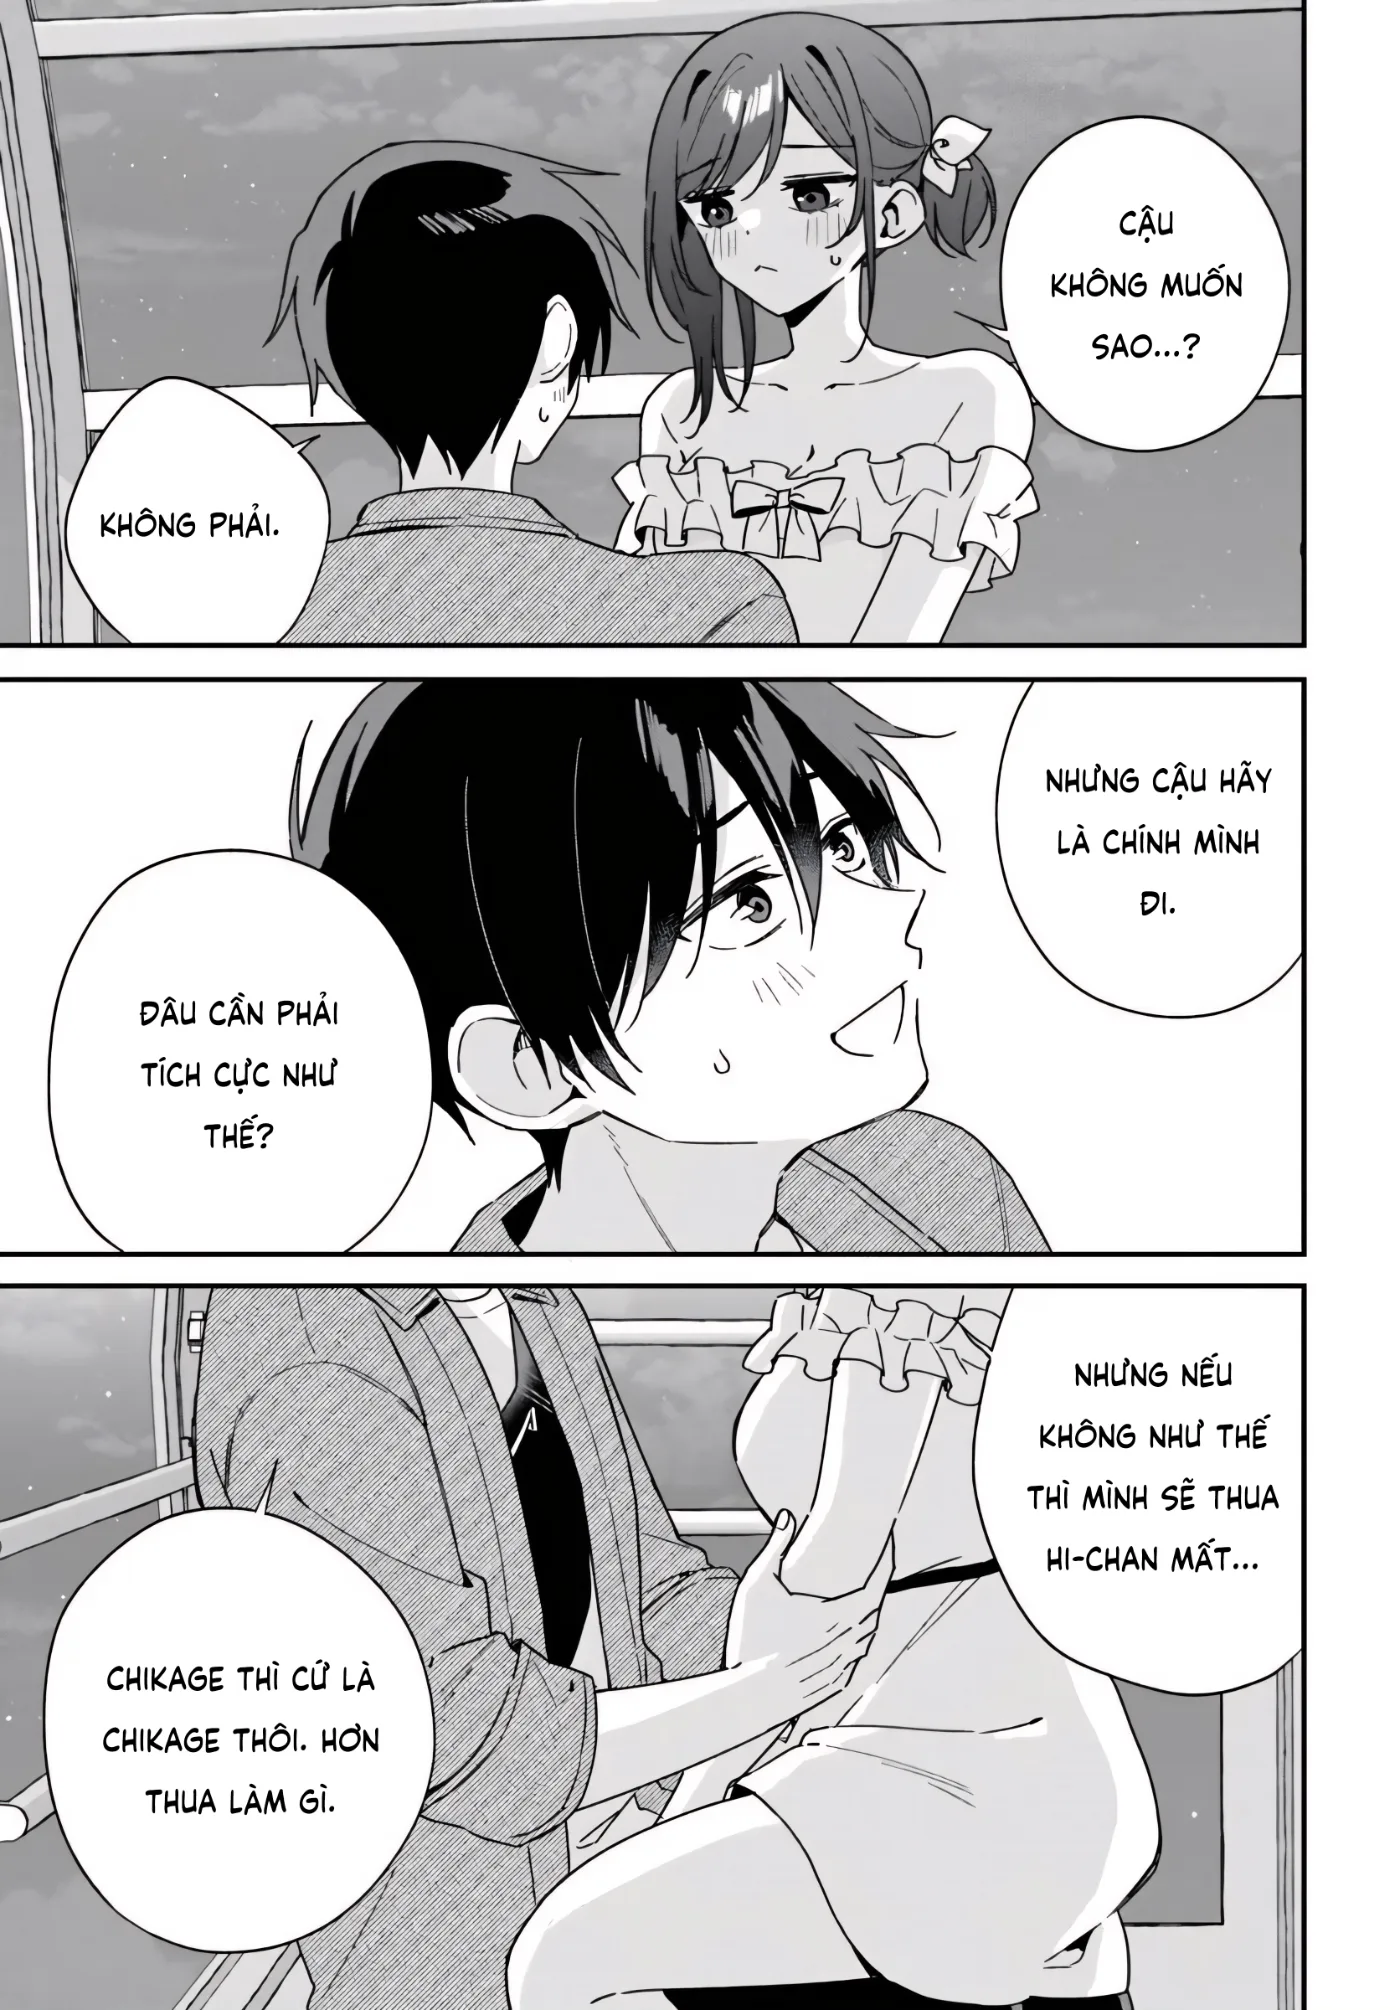 CẬU
KHÔNG MUỐN
SAO...?
KHÔNG PHẢI.
NHƯNG CẬU HÃY
LÀ CHÍNH MÌNH
ĐI.
ĐÂU CẦN PHẢI
TÍCH CỰC NHƯ
THẾ?
NHƯNG NẾU
KHÔNG NHƯ THẾ
THÌ MÌNH SẼ THUA
HI-CHAN MẤT...
CHIKAGE THÌ CỨ LÀ
CHIKAGE THÔI. HƠN
THUA LÀM GÌ.